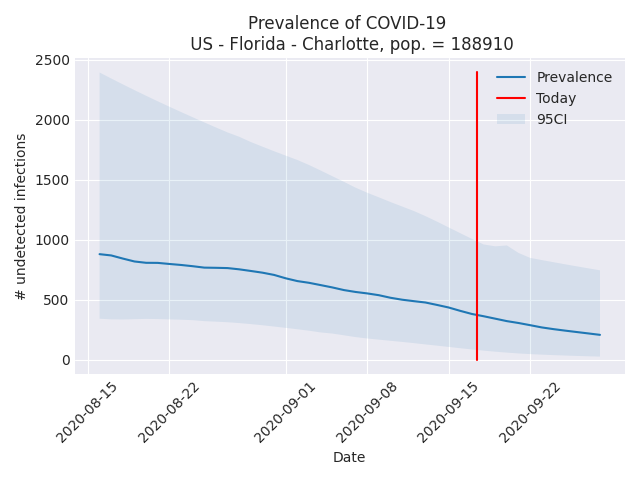 Prevalence of COVID-19
US - Florida - Charlotte, pop. = 188910
2500
2000
1500
1000
500
0
# undetected infections
Prevalence
Today
95CI
2020-08-15
2020-08-22
2020-09-01
2020-09-08
2020-09-15
2020-09-22
Date